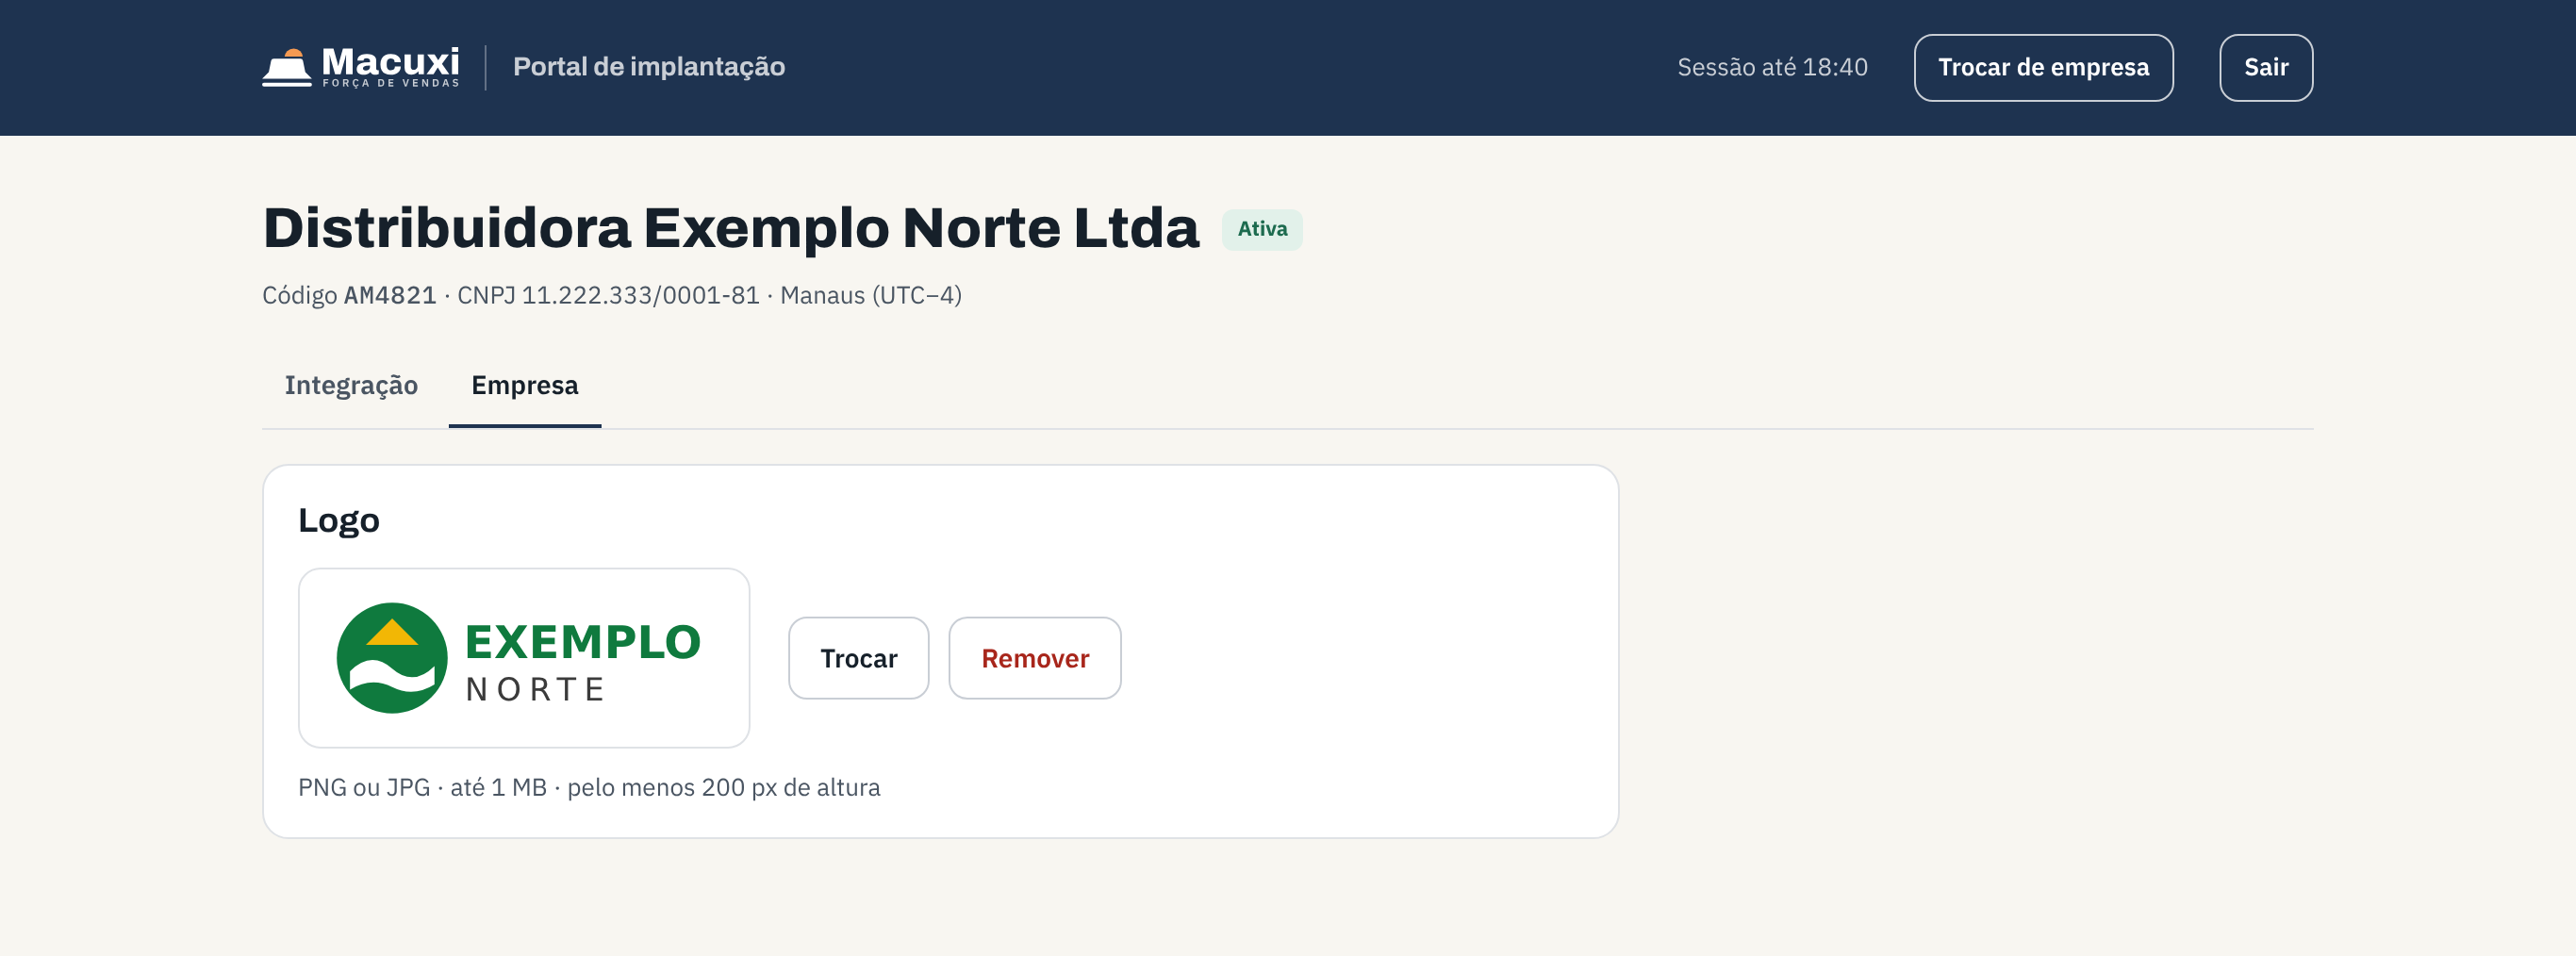 Macuxi
FORÇA DE VENDAS
Portal de implantação
Sessão até 18:40
Trocar de empresa
Sair
Distribuidora Exemplo Norte Ltda
Ativa
Código AM4821 · CNPJ 11.222.333/0001-81 · Manaus (UTC−4)
Integração
Empresa
Logo
EXEMPLO
NORTE
Trocar
Remover
PNG ou JPG · até 1 MB · pelo menos 200 px de altura